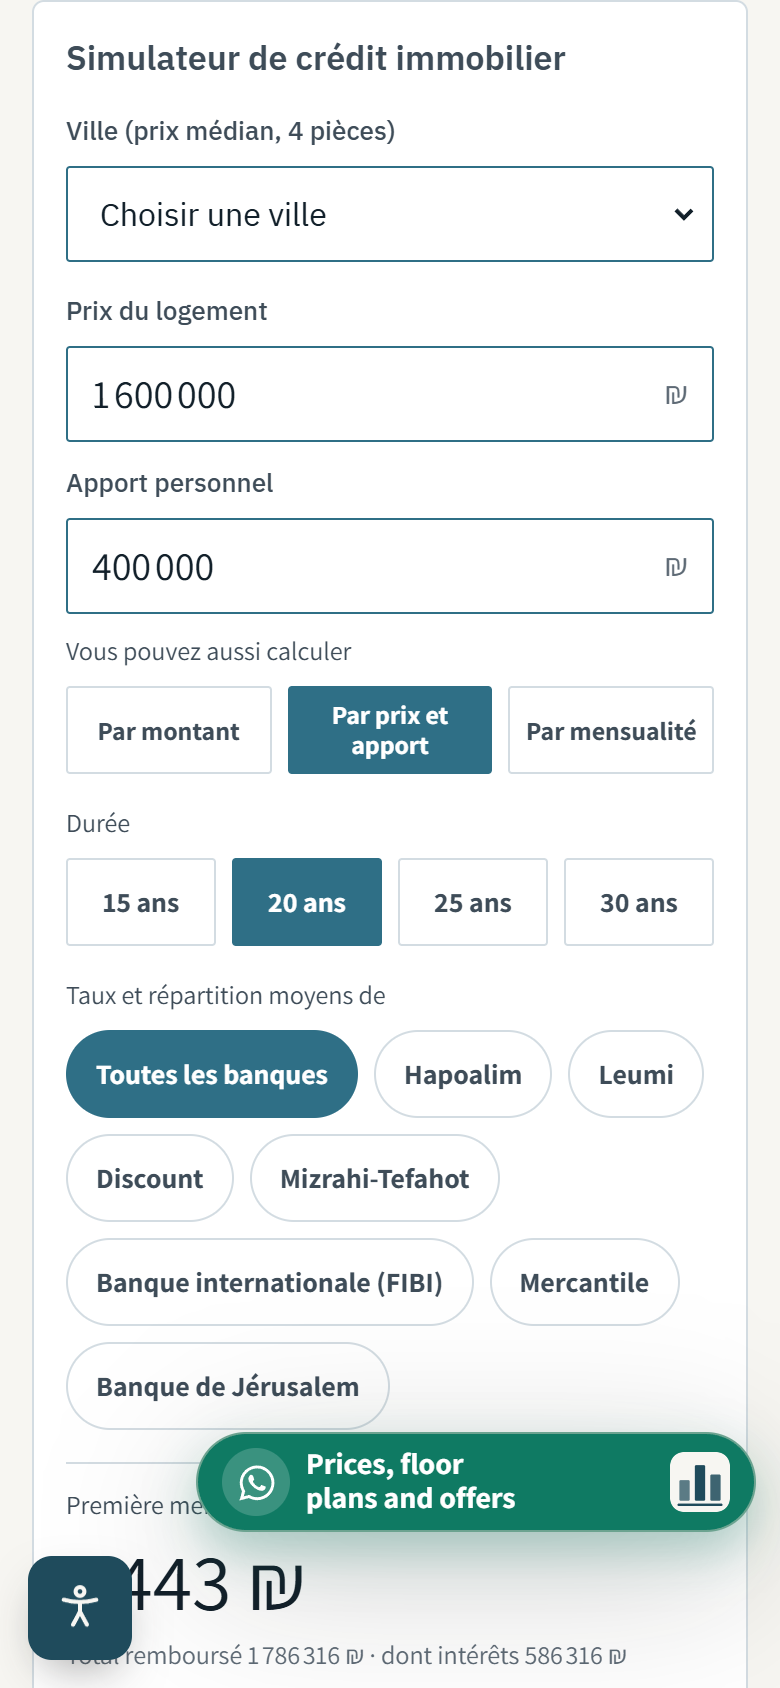 Simulateur de crédit immobilier
Ville (prix médian, 4 pièces)
Choisir une ville
Prix du logement
1 600 000 ₪
Apport personnel
400 000 ₪
Vous pouvez aussi calculer
Par montant
Par prix et
apport
Par mensualité
Durée
15 ans
20 ans
25 ans
30 ans
Taux et répartition moyens de
Toutes les banques
Hapoalim
Leumi
Discount
Mizrahi-Tefahot
Banque internationale (FIBI)
Mercantile
Banque de Jérusalem
Prices, floor
plans and offers
Première
443 ₪
Total remboursé 1 786 316 ₪ · dont intérêts 586 316 ₪